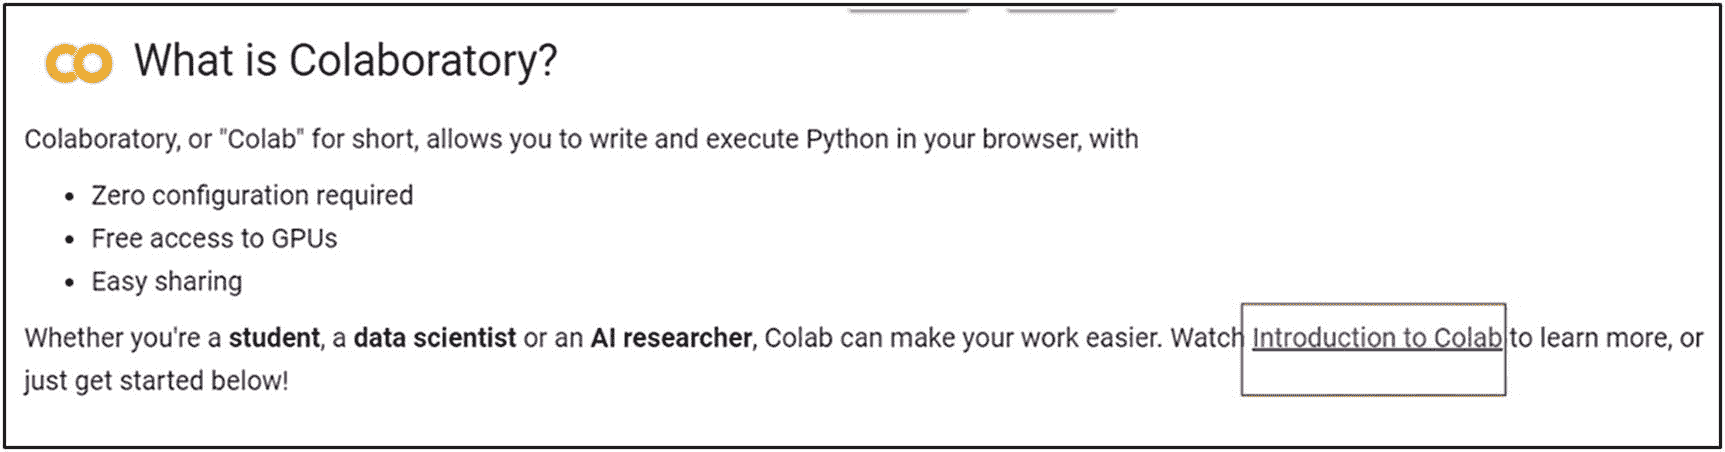 CO What is Colaboratory?
Colaboratory, or "Colab" for short, allows you to write and execute Python in your browser, with
• Zero configuration required
• Free access to GPUs
• Easy sharing
Whether you're a student, a data scientist or an AI researcher, Colab can make your work easier. Watch Introduction to Colab to learn more, or
just get started below!